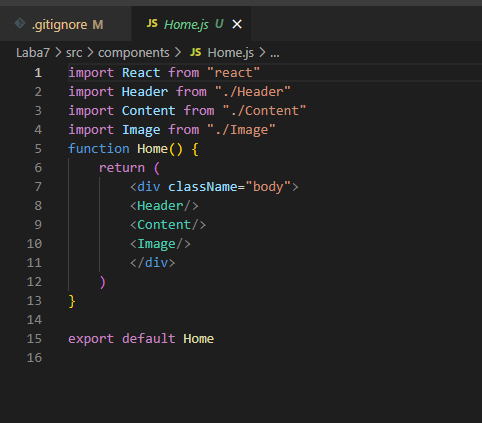 .gitignore M JS Home.js U ×
Laba7 > src > components > JS Home.js > ...
1 import React from "react"
2 import Header from "./Header"
3 import Content from "./Content"
4 import Image from "./Image"
5 function Home() {
6 return (
7 <div className="body">
8 <Header/>
9 <Content/>
10 <Image/>
11 </div>
12 )
13 }
14
15 export default Home
16